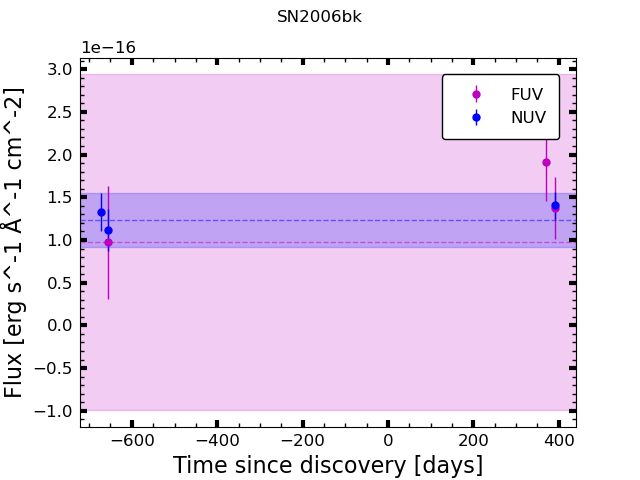 SN2006bk
1e−16
3.0
2.5
2.0
1.5
1.0
0.5
0.0
−0.5
−1.0
Flux [erg s^-1 Å^-1 cm^-2]
FUV
NUV
−600 −400 −200 0 200 400
Time since discovery [days]